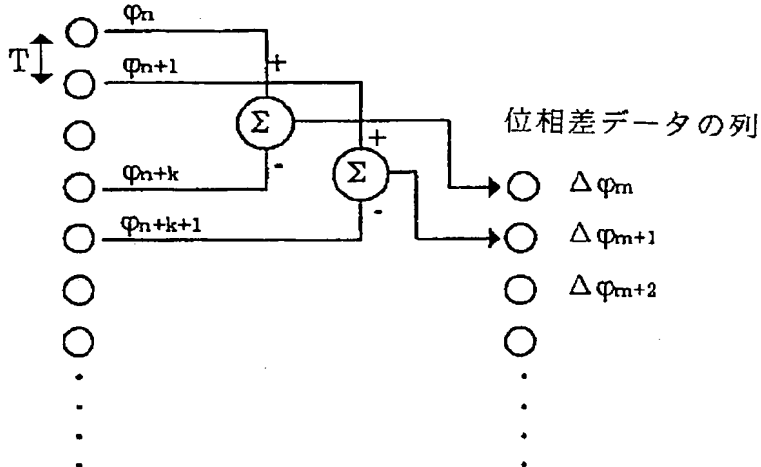 φn
T
φn+1
+
Σ
-
φn+k
+
Σ
-
φn+k+1
位相差データの列
Δφm
Δφm+1
Δφm+2